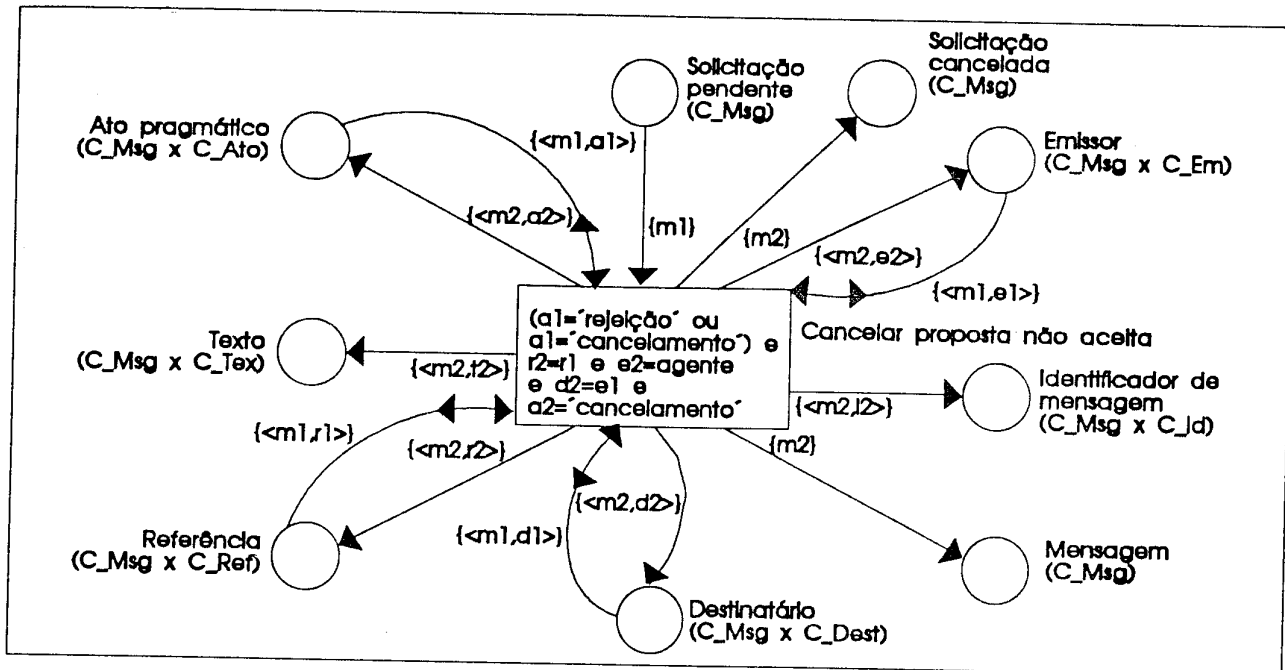 Solicitação
cancelada
(C_Msg)
Solicitação
pendente
(C_Msg)
Ato pragmático
(C_Msg x C_Ato)
{<m1,a1>}
Emissor
(C_Msg x C_Em)
{<m2,a2>}
{m1}
{m2}
{<m2,e2>}
{<m1,e1>}
(a1=´rejeição´ ou
a1=´cancelamento´) e
r2=r1 e e2=agente
e d2=e1 e
a2=´cancelamento´
Cancelar proposta não aceita
Texto
(C_Msg x C_Tex)
{<m2,t2>}
Identificador de
mensagem
(C_Msg x C_Id)
{<m2,i2>}
{<m1,r1>}
{<m2,r2>}
{m2}
{<m2,d2>}
{<m1,d1>}
Referência
(C_Msg x C_Ref)
Mensagem
(C_Msg)
Destinatário
(C_Msg x C_Dest)